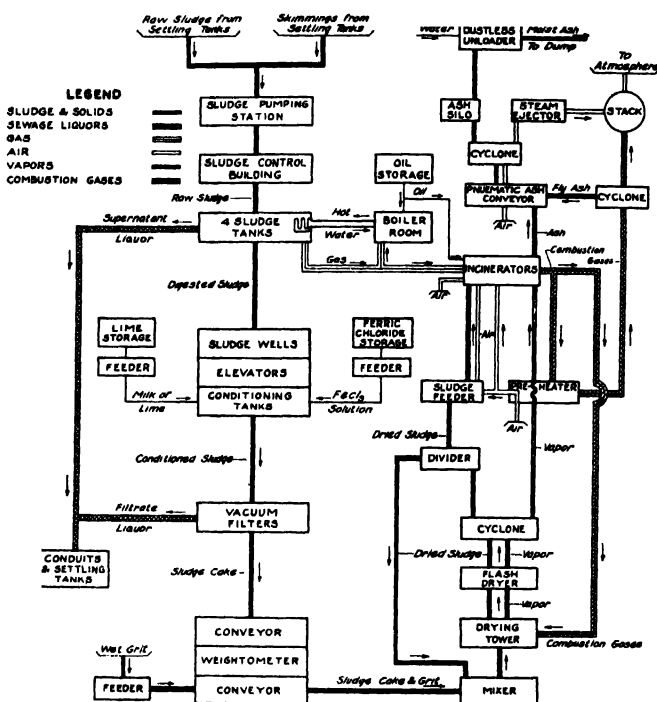 Raw Sludge from
Settling Tanks
Skimmings from
Settling Tanks
LEGEND
SLUDGE & SOLIDS
SEWAGE LIQUORS
GAS
AIR
VAPORS
COMBUSTION GASES
SLUDGE PUMPING
STATION
SLUDGE CONTROL
BUILDING
Raw Sludge
Supernatent
Liquor
4 SLUDGE
TANKS
Hot
Water
OIL
STORAGE
Oil
BOILER
ROOM
Gas
Digested Sludge
LIME
STORAGE
FEEDER
Milk of
Lime
SLUDGE WELLS
ELEVATORS
CONDITIONING
TANKS
FERRIC
CHLORIDE
STORAGE
FEEDER
FeCl3
Solution
Conditioned Sludge
Filtrate
Liquor
VACUUM
FILTERS
CONDUITS
& SETTLING
TANKS
Sludge Cake
CONVEYOR
WEIGHTOMETER
CONVEYOR
Wet Grit
FEEDER
Sludge Cake & Grit
MIXER
Water
DUSTLESS
UNLOADER
Moist Ash
To Dump
To
Atmosphere
ASH
SILO
STEAM
EJECTOR
STACK
CYCLONE
PNEUMATIC ASH
CONVEYOR
Fly Ash
CYCLONE
Air
Ash
Combustion
Gases
INCINERATORS
Air
Air
SLUDGE
FEEDER
PRE-HEATER
Air
Dried Sludge
Vapor
DIVIDER
CYCLONE
Dried Sludge
Vapor
FLASH
DRYER
Vapor
DRYING
TOWER
Combustion Gases